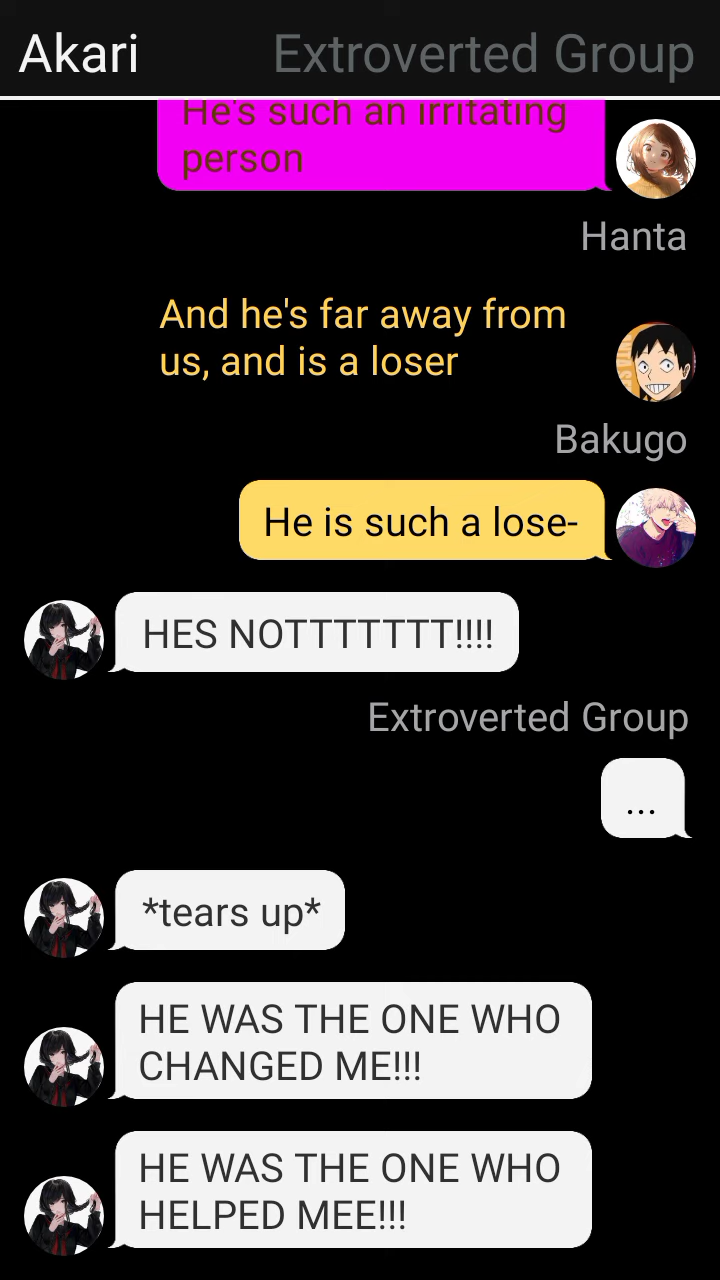 Akari
Extroverted Group
He's such an irritating
person
Hanta
And he's far away from
us, and is a loser
Bakugo
He is such a lose-
HES NOTTTTTTT!!!!
Extroverted Group
...
*tears up*
HE WAS THE ONE WHO
CHANGED ME!!!
HE WAS THE ONE WHO
HELPED MEE!!!